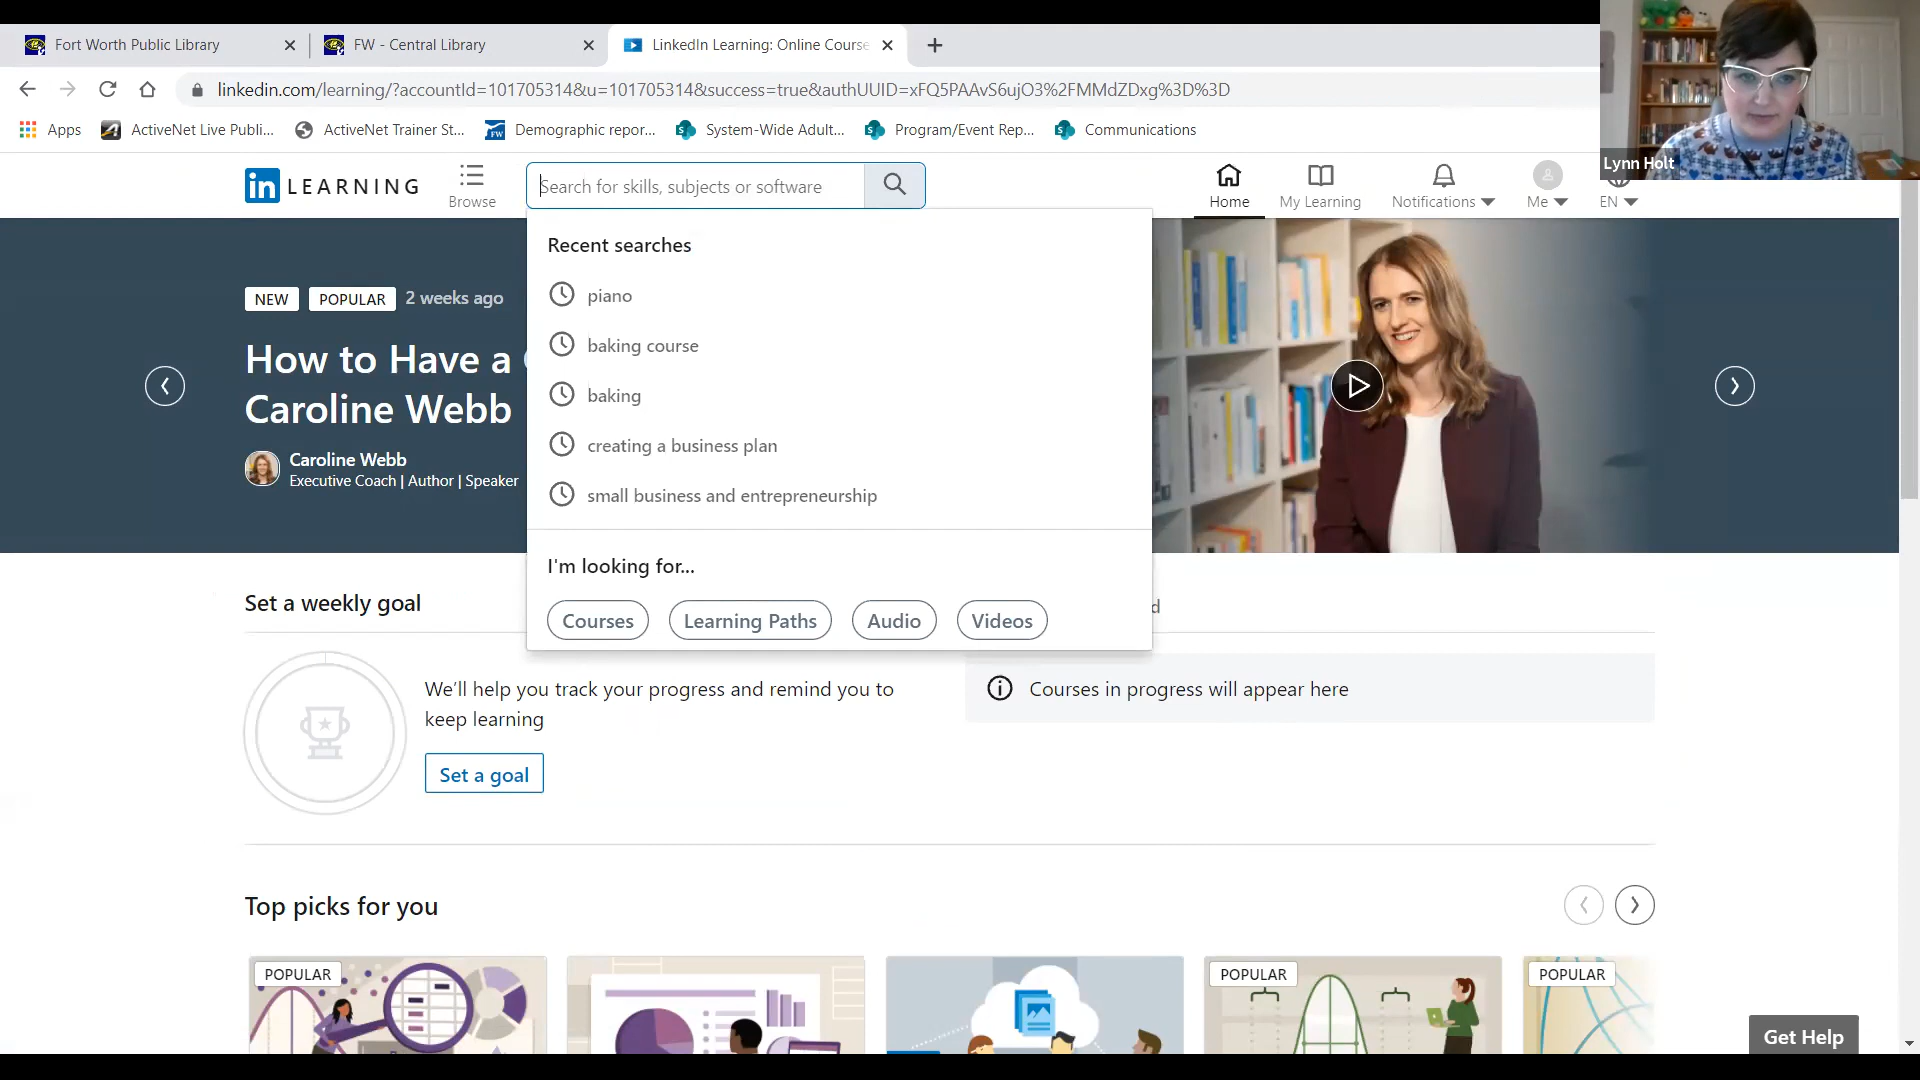 Fort Worth Public Library
FW - Central Library
LinkedIn Learning: Online Course
linkedin.com/learning/?accountId=101705314&u=101705314&success=true&authUUID=xFQ5PAAvS6ujO3%2FMMdZDxg%3D%3D
Apps
ActiveNet Live Publi...
ActiveNet Trainer St...
Demographic repor...
System-Wide Adult...
Program/Event Rep...
Communications
Lynn Holt
in LEARNING
Browse
Search for skills, subjects or software
Home
My Learning
Notifications
Me
EN
Recent searches
piano
baking course
baking
creating a business plan
small business and entrepreneurship
I'm looking for...
Courses
Learning Paths
Audio
Videos
NEW
POPULAR
2 weeks ago
How to Have a
Caroline Webb
Caroline Webb
Executive Coach | Author | Speaker
Set a weekly goal
We'll help you track your progress and remind you to
keep learning
Set a goal
Courses in progress will appear here
Top picks for you
POPULAR
POPULAR
POPULAR
Get Help